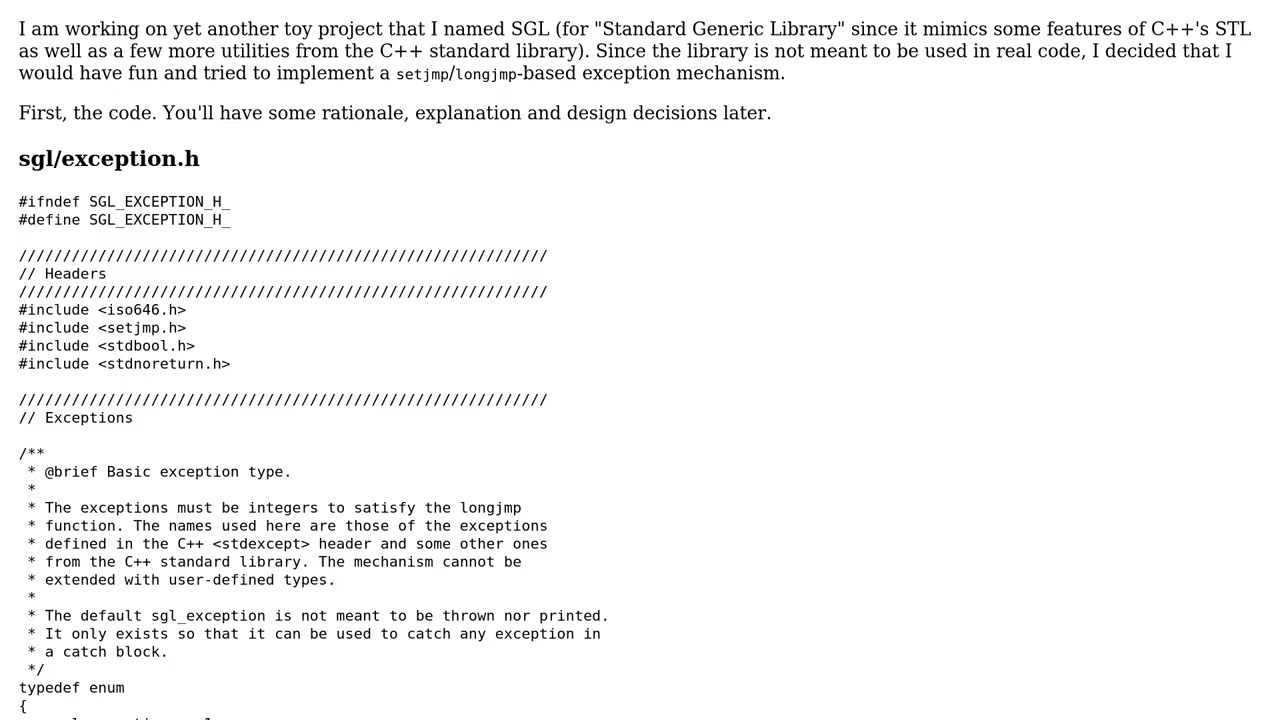 I am working on yet another toy project that I named SGL (for "Standard Generic Library" since it mimics some features of C++'s STL
as well as a few more utilities from the C++ standard library). Since the library is not meant to be used in real code, I decided that I
would have fun and tried to implement a setjmp/longjmp-based exception mechanism.
First, the code. You'll have some rationale, explanation and design decisions later.
sgl/exception.h
#ifndef SGL_EXCEPTION_H_
#define SGL_EXCEPTION_H_
////////////////////////////////////////////////////////////
// Headers
////////////////////////////////////////////////////////////
#include <iso646.h>
#include <setjmp.h>
#include <stdbool.h>
#include <stdnoreturn.h>
////////////////////////////////////////////////////////////
// Exceptions
/**
 * @brief Basic exception type.
 *
 * The exceptions must be integers to satisfy the longjmp
 * function. The names used here are those of the exceptions
 * defined in the C++ <stdexcept> header and some other ones
 * from the C++ standard library. The mechanism cannot be
 * extended with user-defined types.
 *
 * The default sgl_exception is not meant to be thrown nor printed.
 * It only exists so that it can be used to catch any exception in
 * a catch block.
 */
typedef enum
{